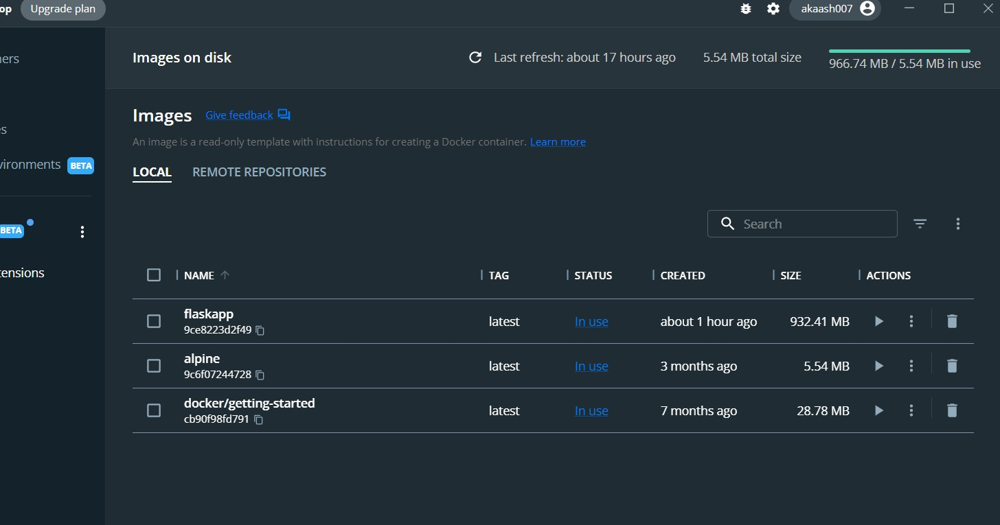 op Upgrade plan akaash007
ners
es
vironments BETA
BETA
tensions
Images on disk Last refresh: about 17 hours ago 5.54 MB total size 966.74 MB / 5.54 MB in use
Images Give feedback
An image is a read-only template with instructions for creating a Docker container. Learn more
LOCAL REMOTE REPOSITORIES
Search
NAME TAG STATUS CREATED SIZE ACTIONS
flaskapp
9ce8223d2f49 latest In use about 1 hour ago 932.41 MB
alpine
9c6f07244728 latest In use 3 months ago 5.54 MB
docker/getting-started
cb90f98fd791 latest In use 7 months ago 28.78 MB